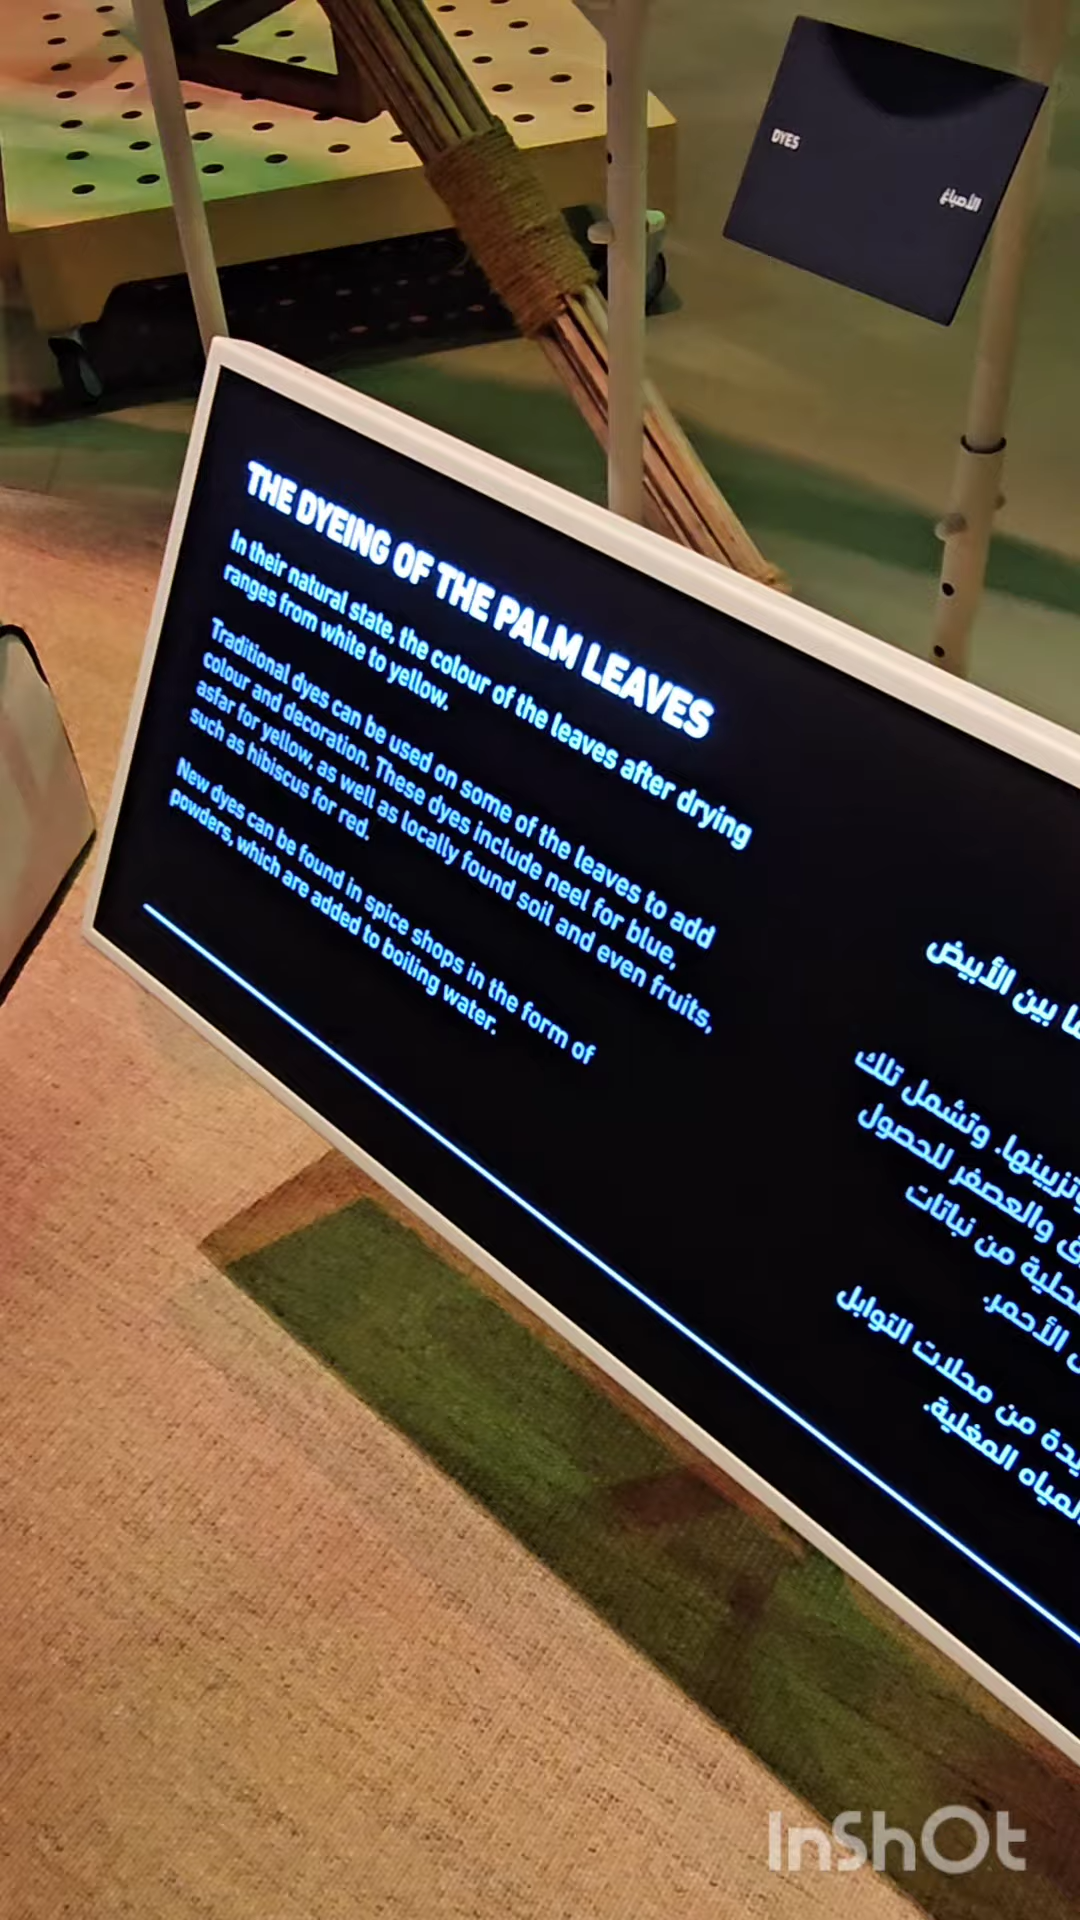 DYES
الأصباغ
THE DYEING OF THE PALM LEAVES
In their natural state, the colour of the leaves after drying
ranges from white to yellow.
Traditional dyes can be used on some of the leaves to add
colour and decoration. These dyes include neel for blue,
asfar for yellow, as well as locally found soil and even fruits,
such as hibiscus for red.
New dyes can be found in spice shops in the form of
powders, which are added to boiling water.
بين الأبيض
وتزيينها. وتشمل تلك
والعصفر للحصول
من نباتات
الأحمر.
من محلات التوابل
المياه المغلية.
InShOt